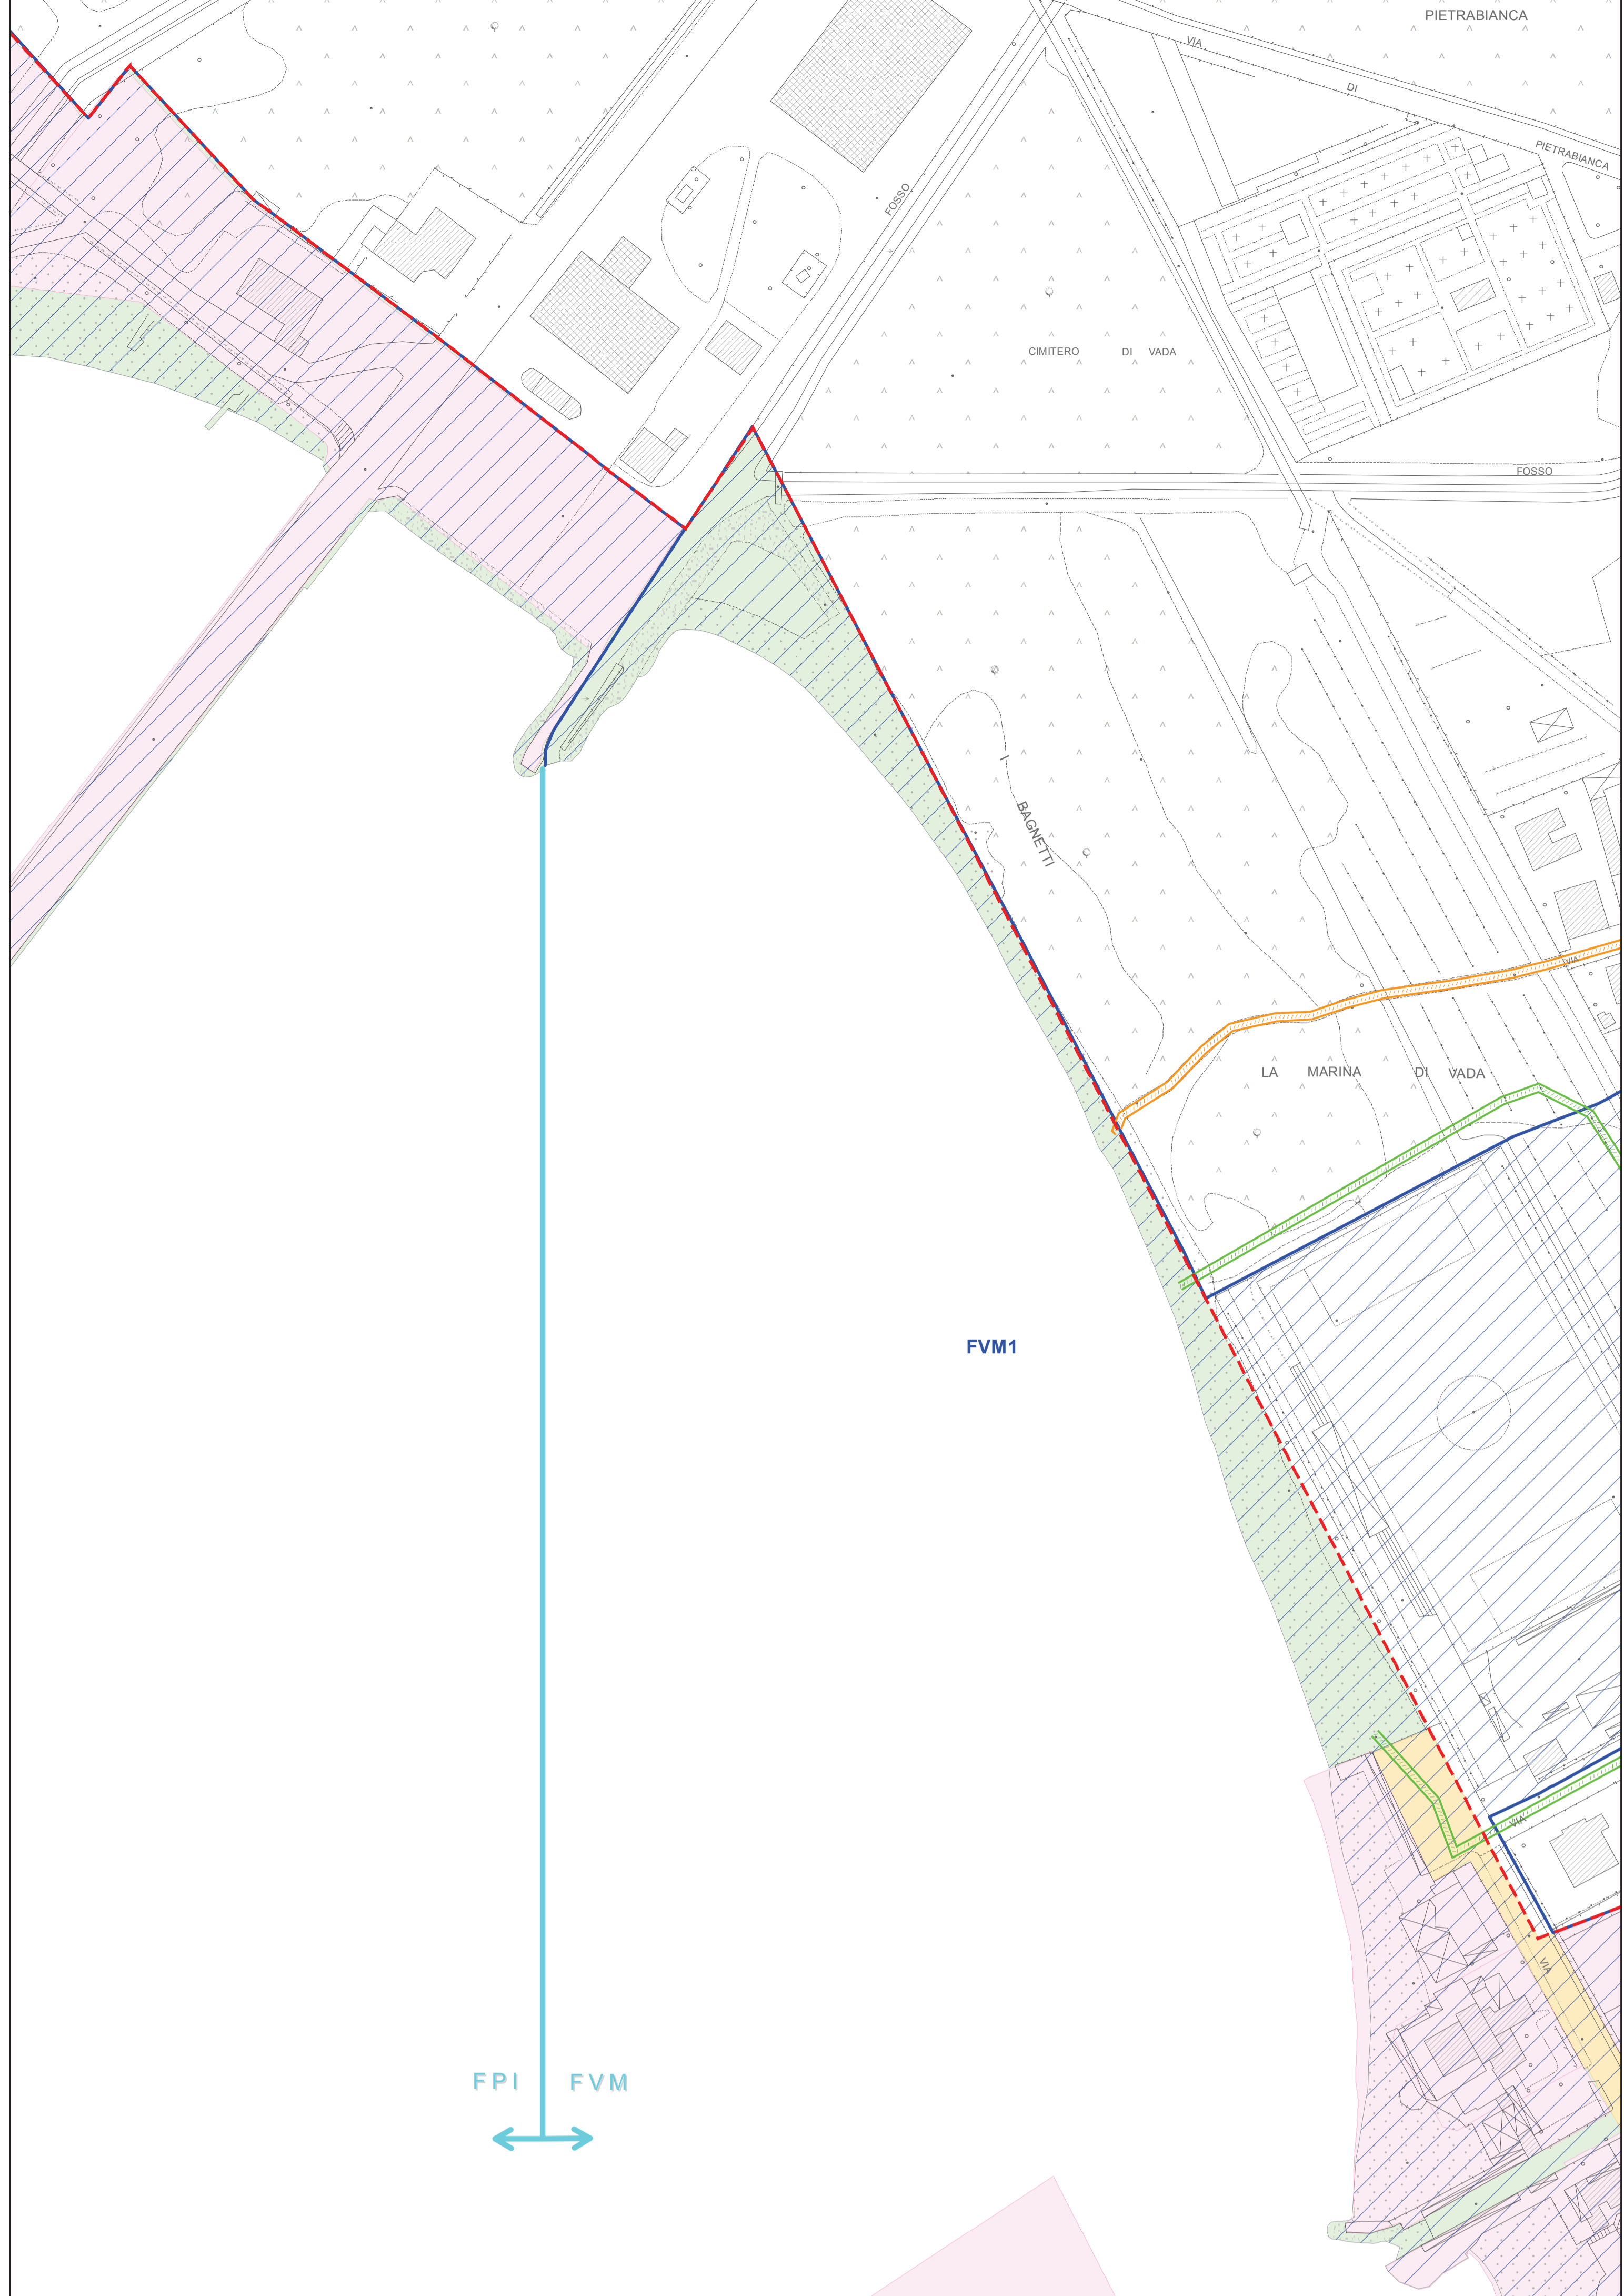 PIETRABIANCA
VIA
DI
PIETRABIANCA
FOSSO
CIMITERO DI VADA
FOSSO
I BAGNETTI
VIA
LA MARINA DI VADA
FVM1
VIA
VIA
FPI FVM